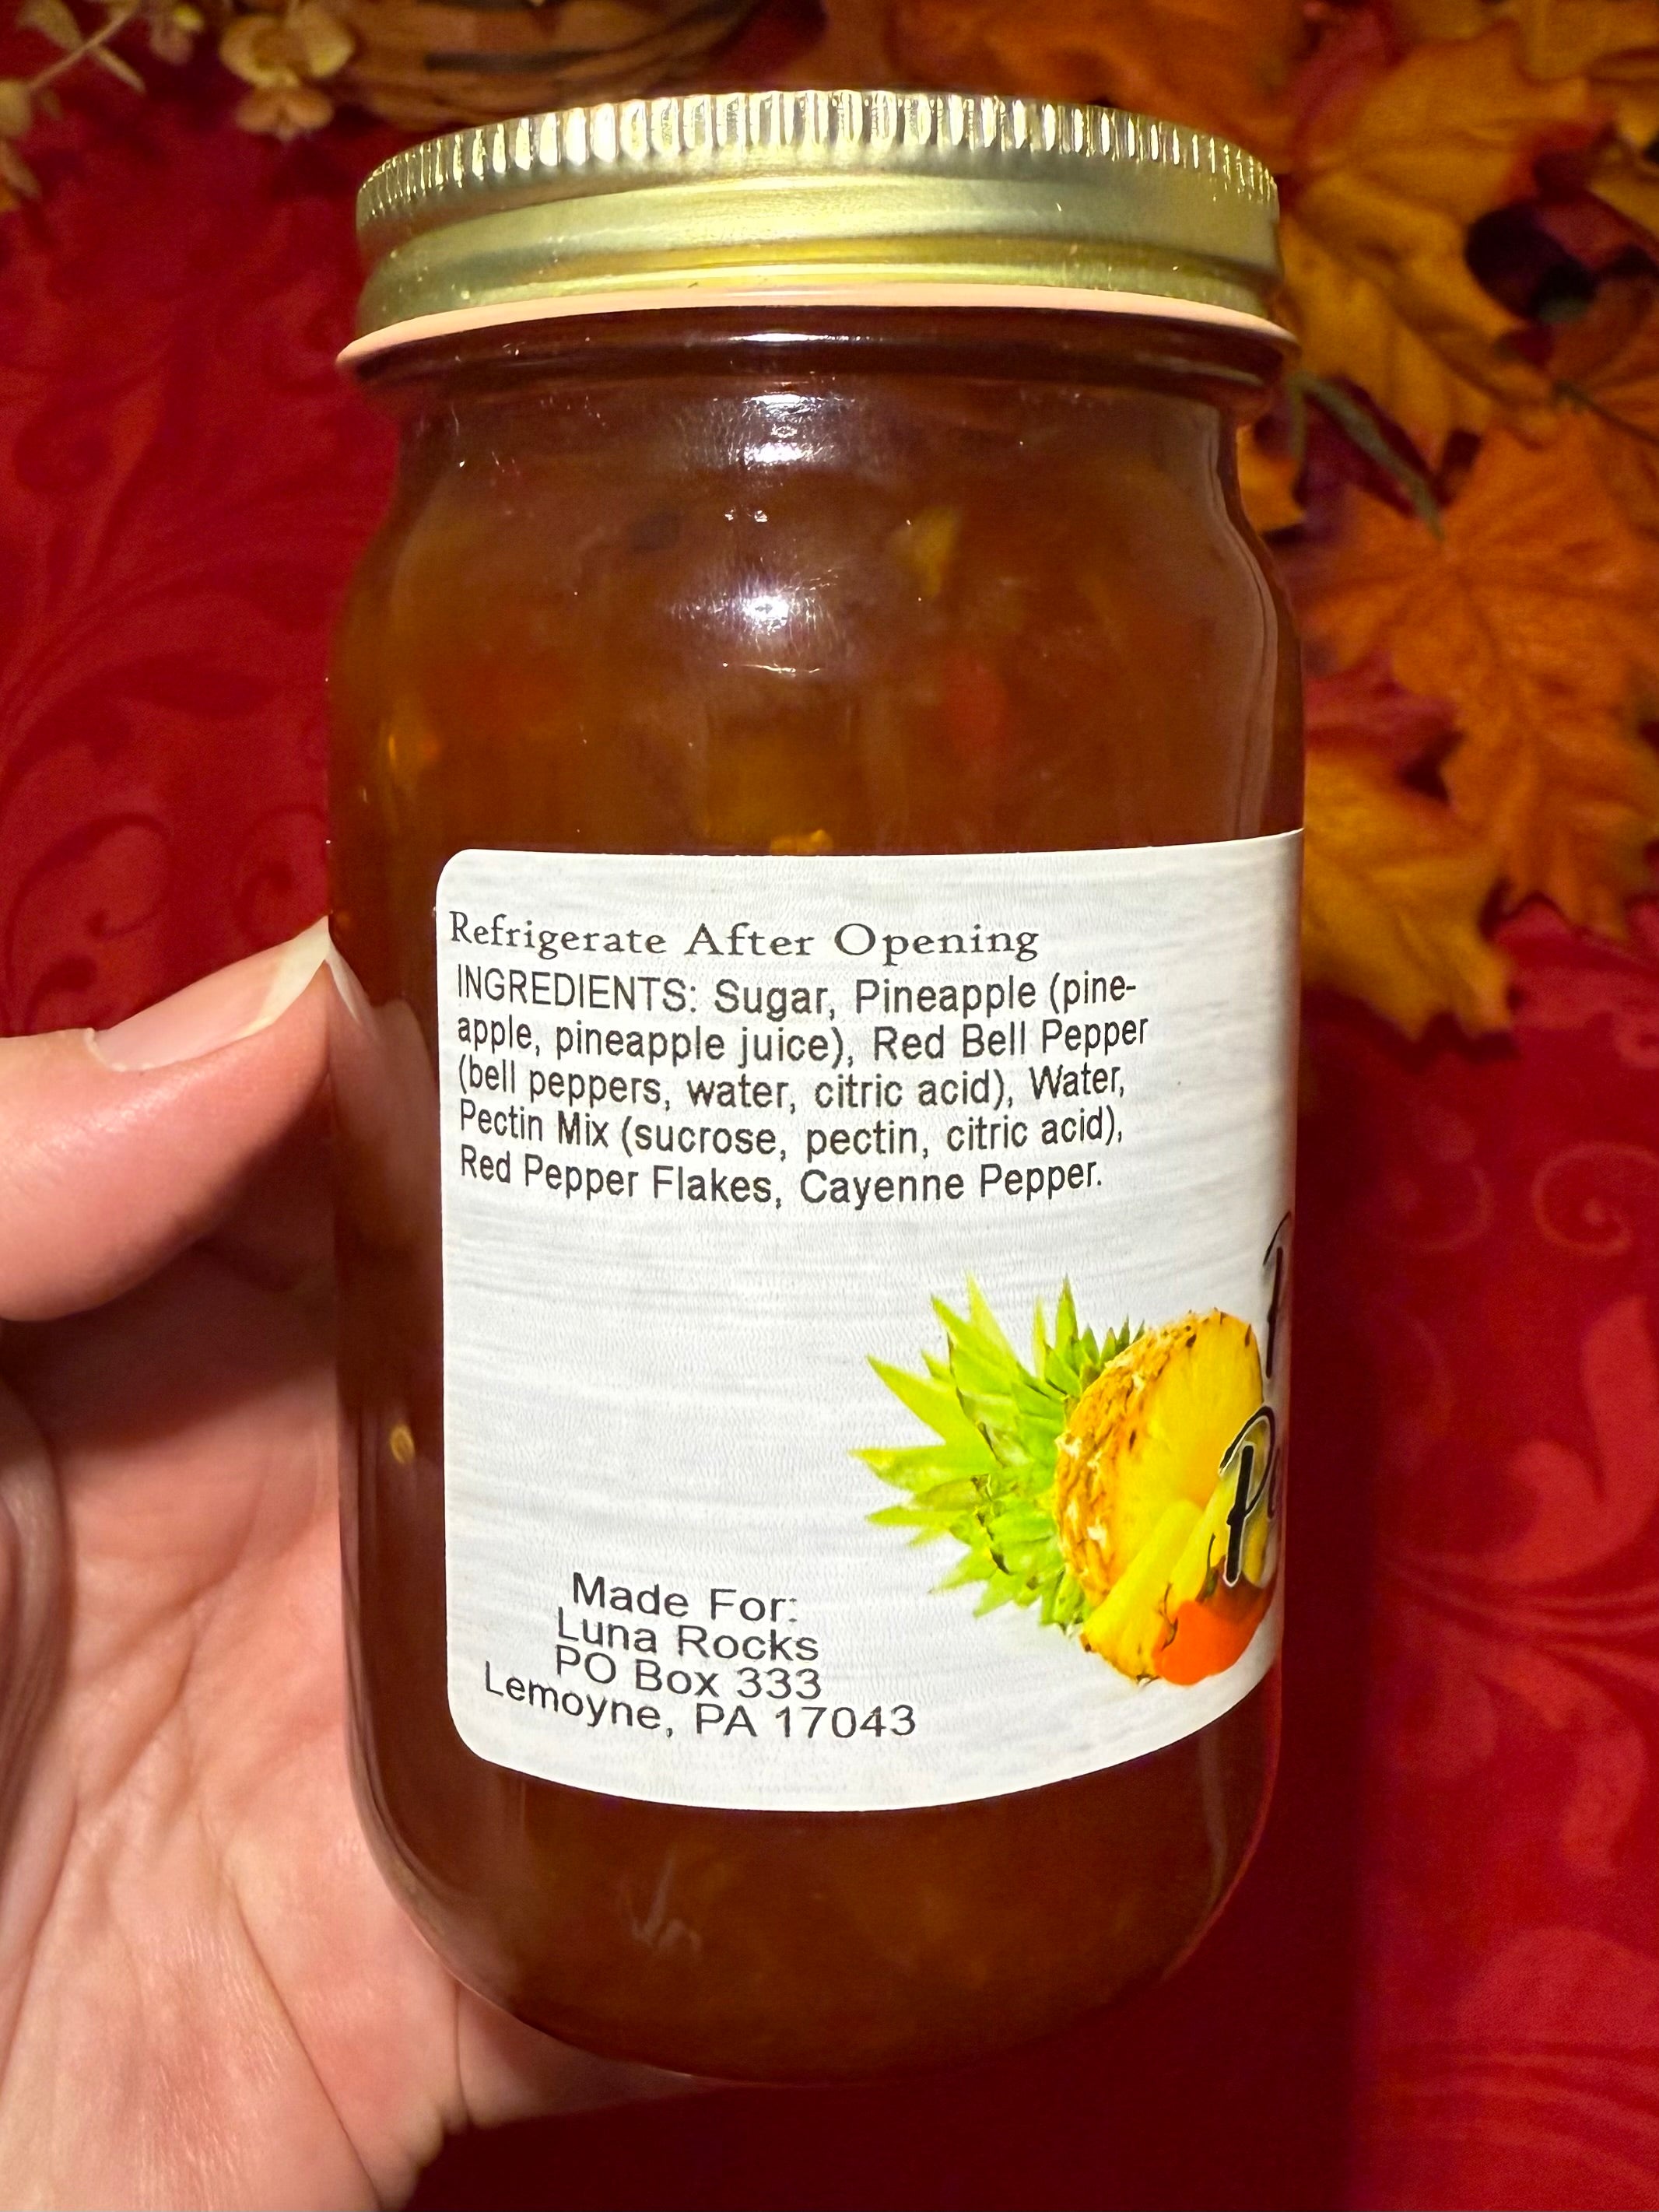 Refrigerate After Opening
INGREDIENTS: Sugar, Pineapple (pine-
apple, pineapple juice), Red Bell Pepper
(bell peppers, water, citric acid), Water,
Pectin Mix (sucrose, pectin, citric acid),
Red Pepper Flakes, Cayenne Pepper.
Made For:
Luna Rocks
PO Box 333
Lemoyne, PA 17043